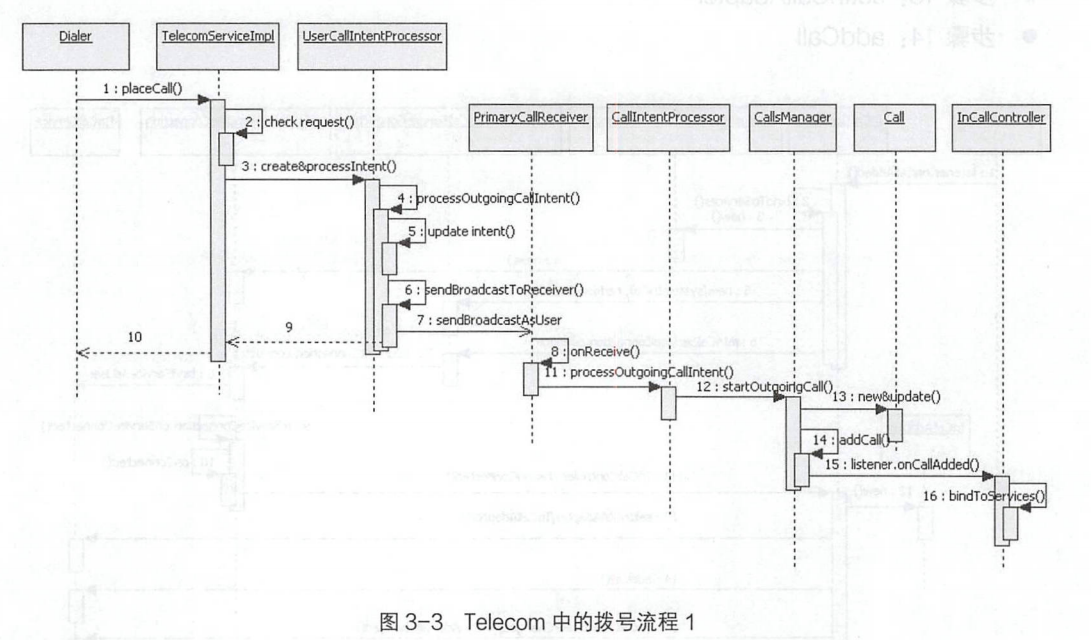 步骤 14：addCall
Dialer
TelecomServiceImpl
UserCallIntentProcessor
1 : placeCall()
2 : check request()
PrimaryCallReceiver
CallIntentProcessor
CallsManager
Call
InCallController
3 : create&processIntent()
4 : processOutgoingCallIntent()
5 : update intent()
6 : sendBroadcastToReceiver()
7 : sendBroadcastAsUser
9
10
8 : onReceive()
11 : processOutgoingCallIntent()
12 : startOutgoingCall()
13 : new&update()
14 : addCall()
15 : listener.onCallAdded()
16 : bindToServices()
图 3-3 Telecom 中的拨号流程 1